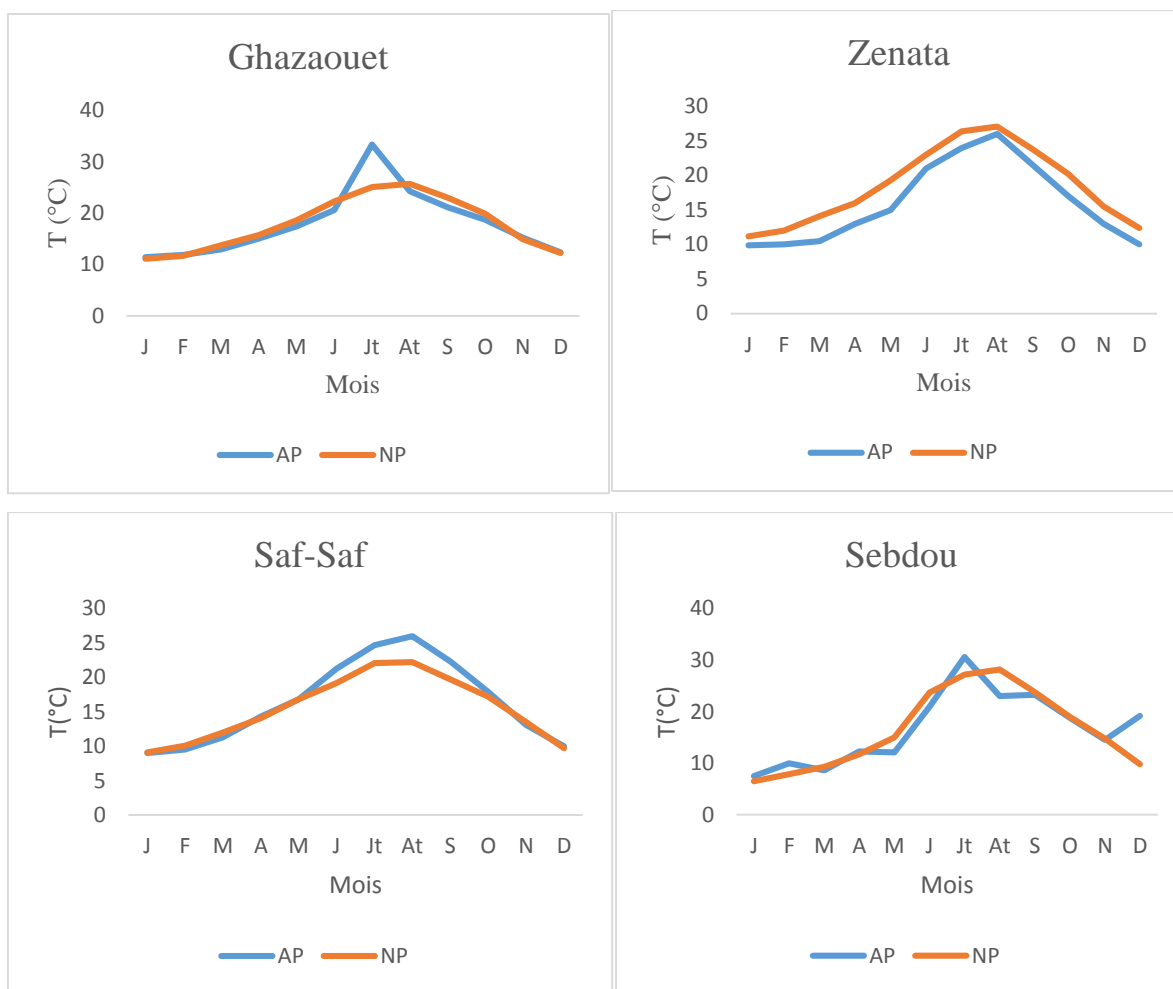 Ghazaouet
40
30
20
10
0
T (°C)
J F M A M J Jt At S O N D
Mois
AP NP
Zenata
30
25
20
15
10
5
0
T (°C)
J F M A M J Jt At S O N D
Mois
AP NP
Saf-Saf
30
25
20
15
10
5
0
T(°C)
J F M A M J Jt At S O N D
Mois
AP NP
Sebdou
40
30
20
10
0
T(°C)
J F M A M J Jt At S O N D
Mois
AP NP